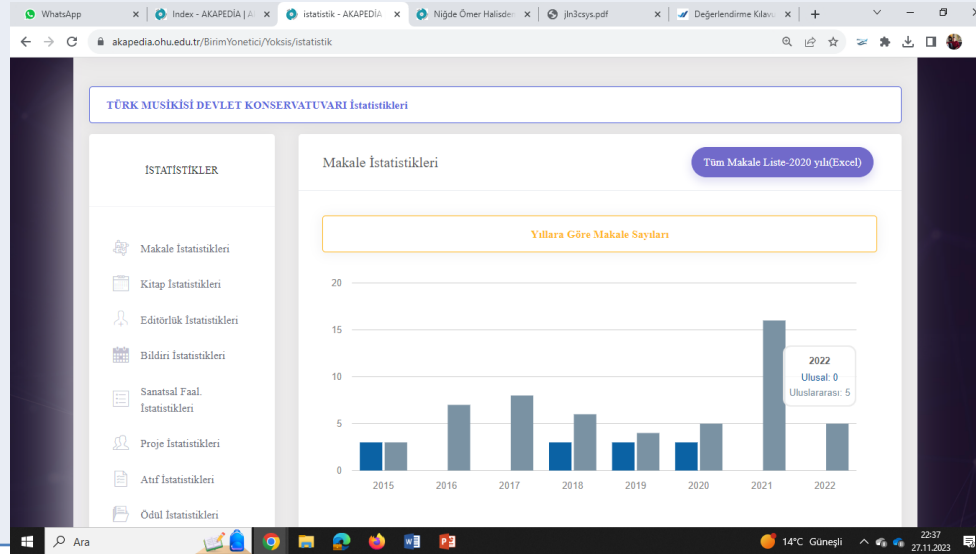 WhatsApp
Index - AKAPEDİA | A
istatistik - AKAPEDİA
Niğde Ömer Halisde
jln3csys.pdf
Değerlendirme Kılavu
akapedia.ohu.edu.tr/BirimYonetici/Yoksis/istatistik
TÜRK MUSİKİSİ DEVLET KONSERVATUVARI İstatistikleri
İSTATİSTİKLER
Makale İstatistikleri
Kitap İstatistikleri
Editörlük İstatistikleri
Bildiri İstatistikleri
Sanatsal Faal.
İstatistikleri
Proje İstatistikleri
Atıf İstatistikleri
Ödül İstatistikleri
Makale İstatistikleri
Tüm Makale Liste-2020 yılı(Excel)
Yıllara Göre Makale Sayıları
20
15
10
5
0
2015 2016 2017 2018 2019 2020 2021 2022
2022
Ulusal: 0
Uluslararası: 5
Ara
14°C Güneşli
22:37
27.11.2023